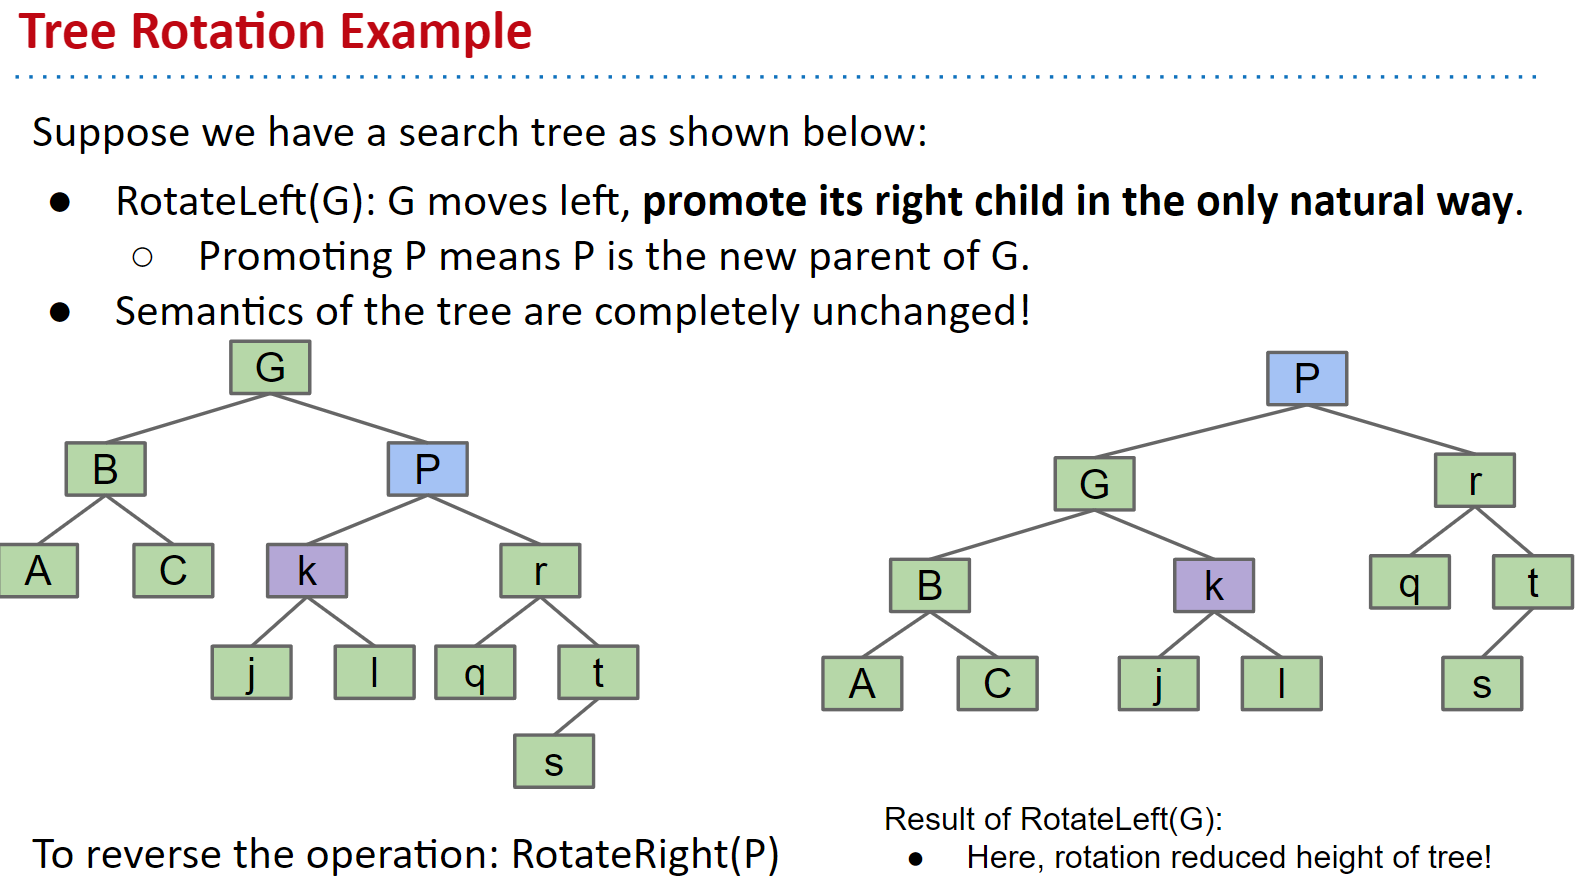 Tree Rotation Example
Suppose we have a search tree as shown below:
● RotateLeft(G): G moves left, promote its right child in the only natural way.
○ Promoting P means P is the new parent of G.
● Semantics of the tree are completely unchanged!
G
B P
A C k r
j l q t
s
P
G r
B k q t
A C j l s
To reverse the operation: RotateRight(P)
Result of RotateLeft(G):
● Here, rotation reduced height of tree!